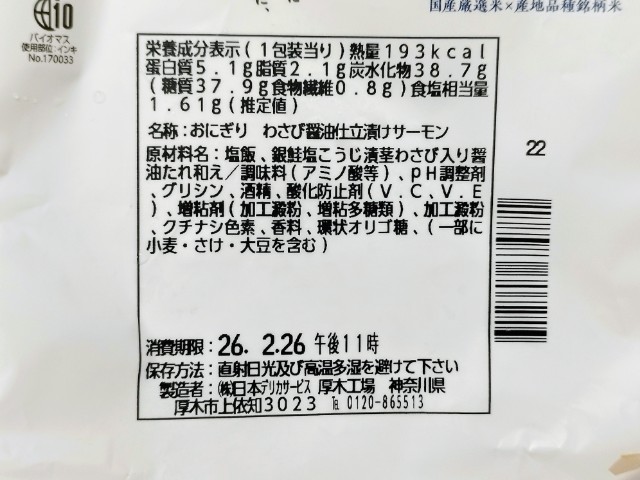 バイオマス
使用部位:インキ
No.170033
国産厳選米×産地品種銘柄米
栄養成分表示(1包装当り)熱量193kcal
蛋白質5.1g脂質2.1g炭水化物38.7g
(糖質37.9g食物繊維0.8g)食塩相当量
1.61g(推定値)
名称:おにぎり わさび醤油仕立漬けサーモン
原材料名:塩飯、銀鮭塩こうじ漬茎わさび入り醤
油たれ和え/調味料(アミノ酸等)、pH調整剤
、グリシン、酒精、酸化防止剤(V.C、V.E
)、増粘剤(加工澱粉、増粘多糖類)、加工澱粉
、クチナシ色素、香料、環状オリゴ糖、(一部に
小麦・さけ・大豆を含む)
22
消費期限:26. 2.26 午後11時
保存方法:直射日光及び高温多湿を避けて下さい
製造者:㈱日本デリカサービス 厚木工場 神奈川県
厚木市上依知3023 ℡ 0120-865513